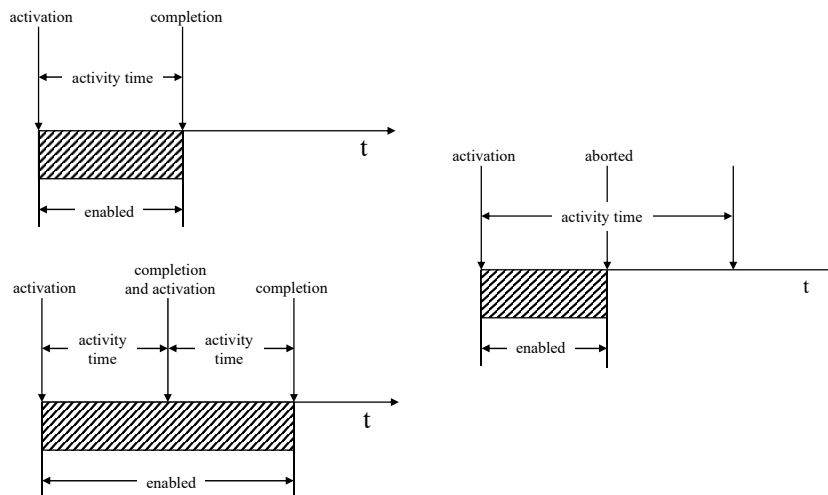 activation completion
activity time
t
enabled
activation aborted
activity time
t
enabled
completion
activation and activation completion
activity activity
time time
t
enabled